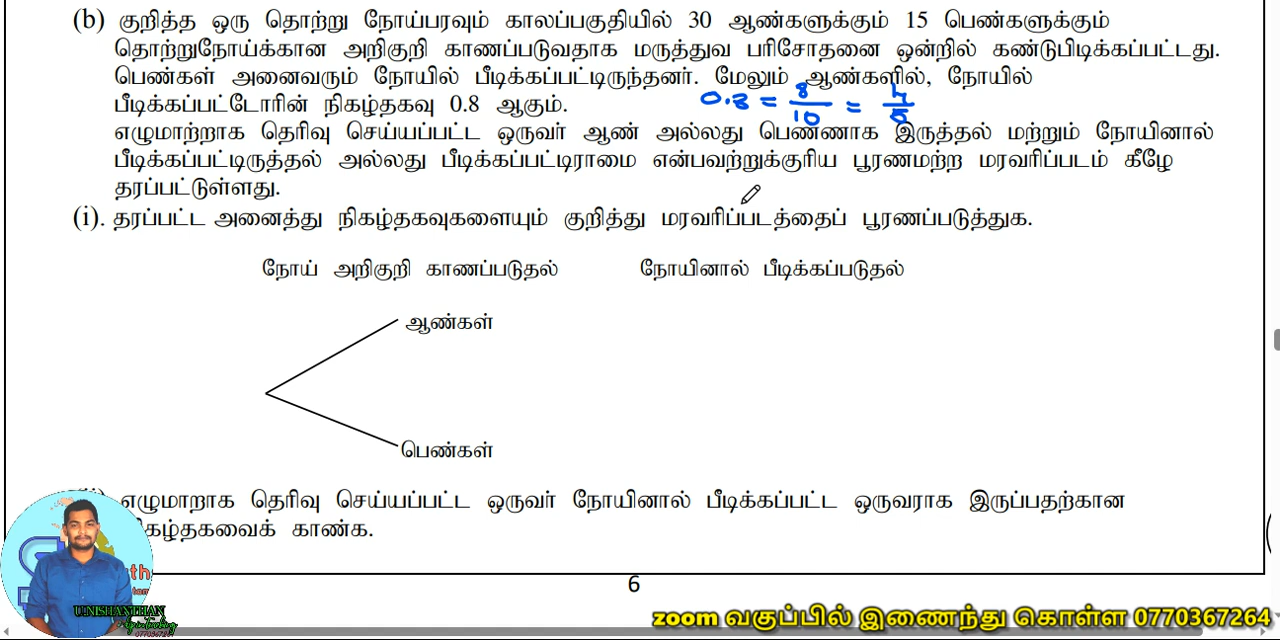 (b) குறித்த ஒரு தொற்று நோய்பரவும் காலப்பகுதியில் 30 ஆண்களுக்கும் 15 பெண்களுக்கும்
தொற்றுநோய்க்கான அறிகுறி காணப்படுவதாக மருத்துவ பரிசோதனை ஒன்றில் கண்டுபிடிக்கப்பட்டது.
பெண்கள் அனைவரும் நோயில் பீடிக்கப்பட்டிருந்தனர். மேலும் ஆண்களில், நோயில்
பீடிக்கப்பட்டோரின் நிகழ்தகவு 0.8 ஆகும். 0.8 = 8/10 = 4/5
எழுமாற்றாக தெரிவு செய்யப்பட்ட ஒருவர் ஆண் அல்லது பெண்ணாக இருத்தல் மற்றும் நோயினால்
பீடிக்கப்பட்டிருத்தல் அல்லது பீடிக்கப்பட்டிராமை என்பவற்றுக்குரிய பூரணமற்ற மரவரிப்படம் கீழே
தரப்பட்டுள்ளது.
(i). தரப்பட்ட அனைத்து நிகழ்தகவுகளையும் குறித்து மரவரிப்படத்தைப் பூரணப்படுத்துக.
நோய் அறிகுறி காணப்படுதல் நோயினால் பீடிக்கப்படுதல்
ஆண்கள்
பெண்கள்
எழுமாறாக தெரிவு செய்யப்பட்ட ஒருவர் நோயினால் பீடிக்கப்பட்ட ஒருவராக இருப்பதற்கான
காண்க.
6
U.NISHANTHAN
0770367264
zoom வகுப்பில் இணைந்து கொள்ள 0770367264